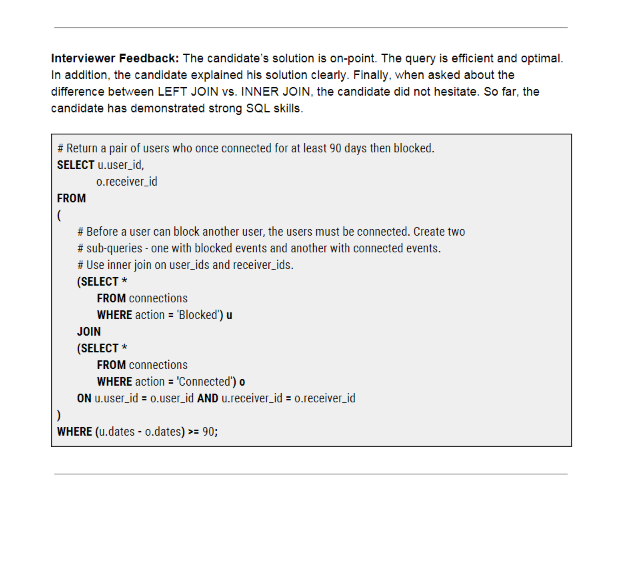 Interviewer Feedback: The candidate's solution is on-point. The query is efficient and optimal.
In addition, the candidate explained his solution clearly. Finally, when asked about the
difference between LEFT JOIN vs. INNER JOIN, the candidate did not hesitate. So far, the
candidate has demonstrated strong SQL skills.
# Return a pair of users who once connected for at least 90 days then blocked.
SELECT u.user_id,
o.receiver_id
FROM
(
# Before a user can block another user, the users must be connected. Create two
# sub-queries - one with blocked events and another with connected events.
# Use inner join on user_ids and receiver_ids.
(SELECT *
FROM connections
WHERE action = 'Blocked') u
JOIN
(SELECT *
FROM connections
WHERE action = 'Connected') o
ON u.user_id = o.user_id AND u.receiver_id = o.receiver_id
)
WHERE (u.dates - o.dates) >= 90;